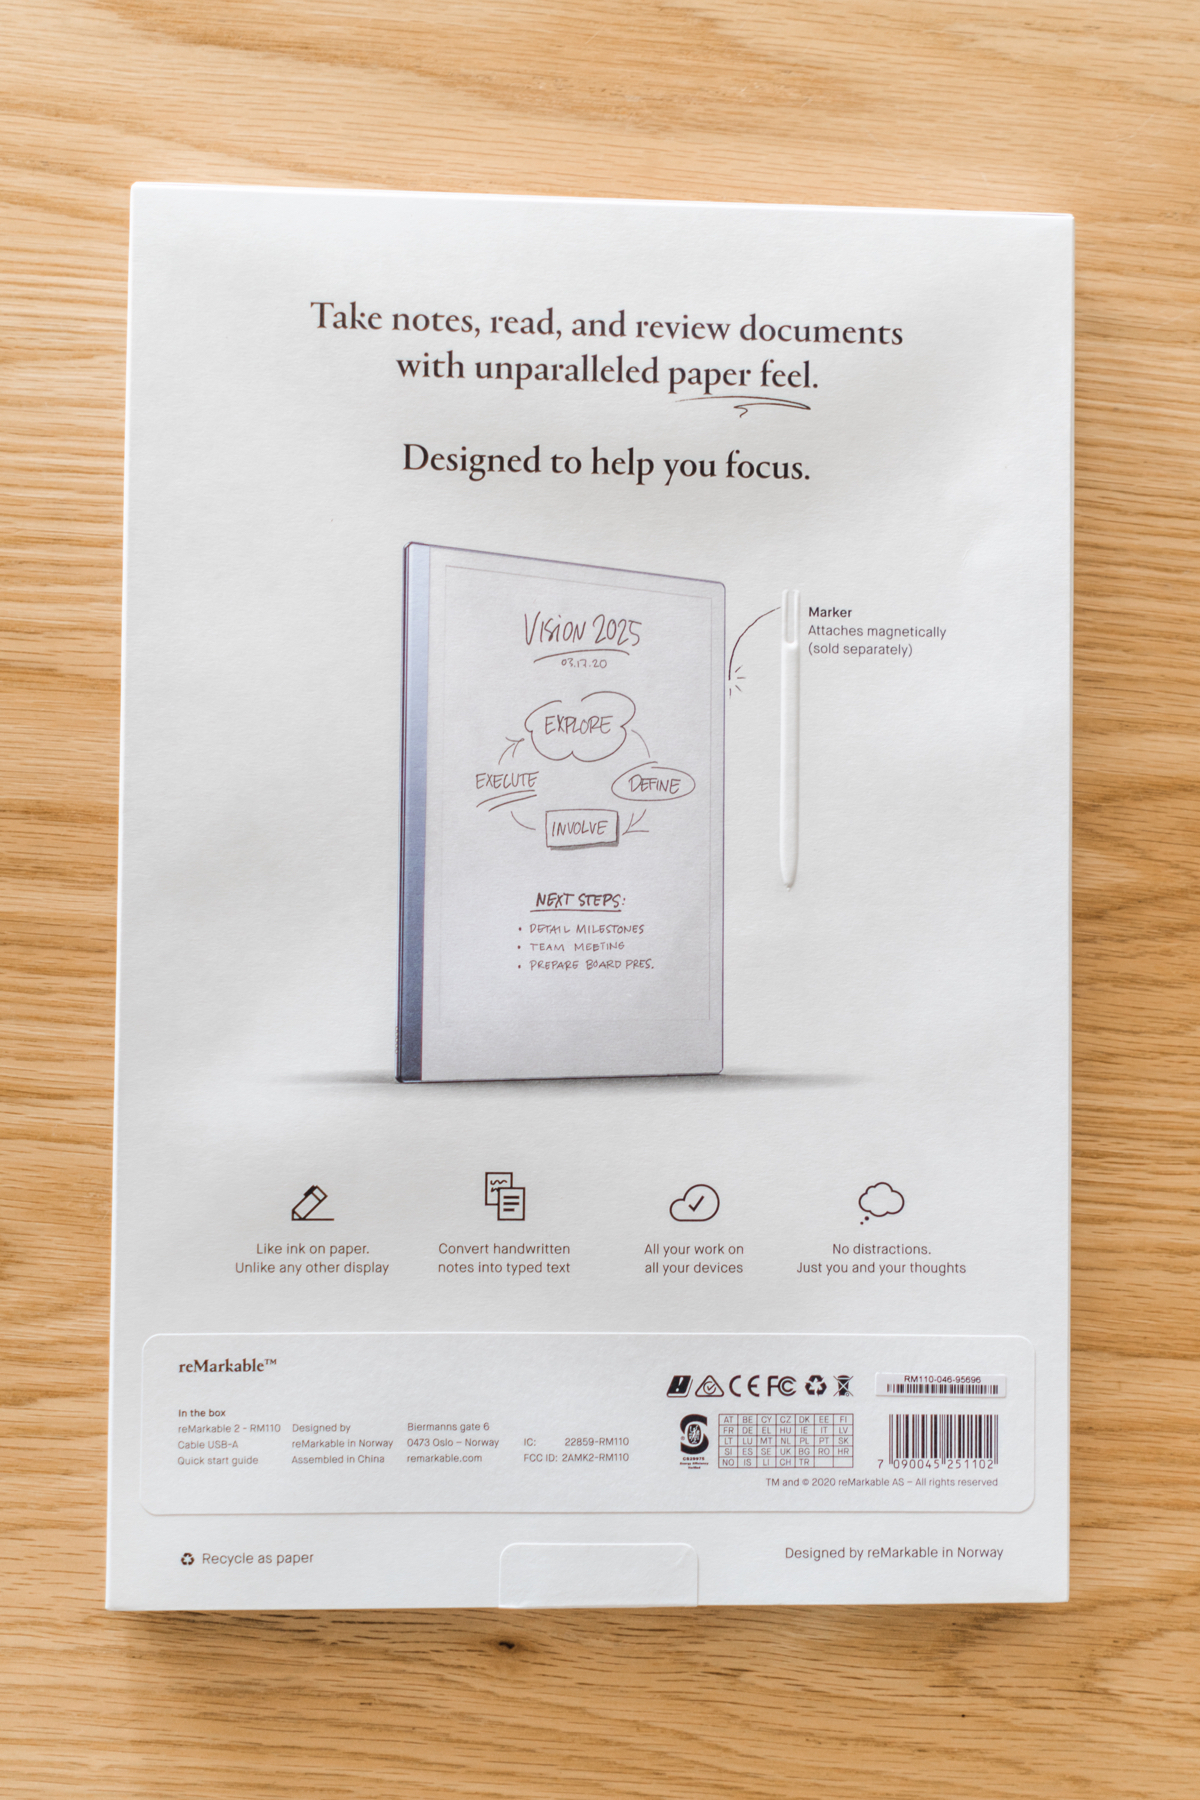 Take notes, read, and review documents
with unparalleled paper feel.
Designed to help you focus.
VISION 2025
03.17.20
EXPLORE
EXECUTE
DEFINE
INVOLVE
NEXT STEPS:
• DETAIL MILESTONES
• TEAM MEETING
• PREPARE BOARD PRES.
Marker
Attaches magnetically
(sold separately)
Like ink on paper.
Unlike any other display
Convert handwritten
notes into typed text
All your work on
all your devices
No distractions.
Just you and your thoughts
reMarkable™
In the box
reMarkable 2 - RM110
Cable USB-A
Quick start guide
Designed by
reMarkable in Norway
Assembled in China
Biermanns gate 6
0473 Oslo – Norway
remarkable.com
IC: 22859-RM110
FCC ID: 2AMK2-RM110
CE FC
RM110-046-95696
AT BE CY CZ DK EE FI
FR DE EL HU IE IT LV
LT LU MT NL PL PT SK
SI ES SE UK BG RO HR
NO IS LI CH TR
7 090045 251102
TM and © 2020 reMarkable AS – All rights reserved
Recycle as paper
Designed by reMarkable in Norway